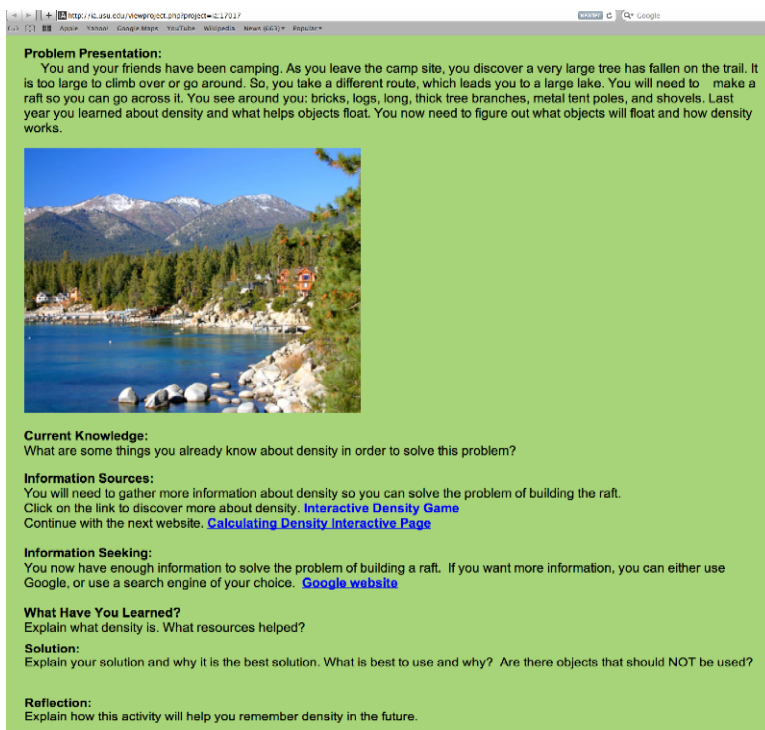 http://ia.usu.edu/viewproject.php?project=ia:17017
Google
Apple Yahoo! Google Maps YouTube Wikipedia News (663) Popular
Problem Presentation:
You and your friends have been camping. As you leave the camp site, you discover a very large tree has fallen on the trail. It
is too large to climb over or go around. So, you take a different route, which leads you to a large lake. You will need to make a
raft so you can go across it. You see around you: bricks, logs, long, thick tree branches, metal tent poles, and shovels. Last
year you learned about density and what helps objects float. You now need to figure out what objects will float and how density
works.
Current Knowledge:
What are some things you already know about density in order to solve this problem?
Information Sources:
You will need to gather more information about density so you can solve the problem of building the raft.
Click on the link to discover more about density. Interactive Density Game
Continue with the next website. Calculating Density Interactive Page
Information Seeking:
You now have enough information to solve the problem of building a raft. If you want more information, you can either use
Google, or use a search engine of your choice. Google website
What Have You Learned?
Explain what density is. What resources helped?
Solution:
Explain your solution and why it is the best solution. What is best to use and why? Are there objects that should NOT be used?
Reflection:
Explain how this activity will help you remember density in the future.